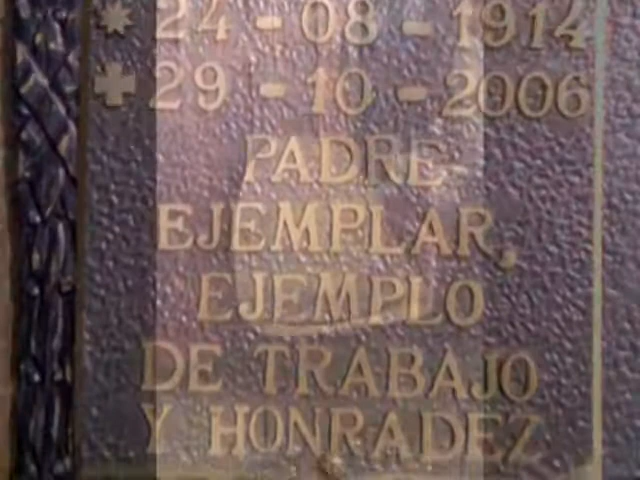 * 24 - 08 - 1914
✚ 29 - 10 - 2006
PADRE
EJEMPLAR,
EJEMPLO
DE TRABAJO
Y HONRADEZ